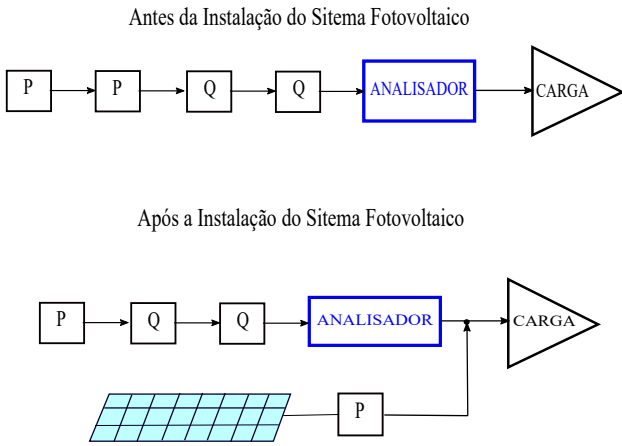 Antes da Instalação do Sitema Fotovoltaico
P P Q Q ANALISADOR CARGA
Após a Instalação do Sitema Fotovoltaico
P Q Q ANALISADOR CARGA
P